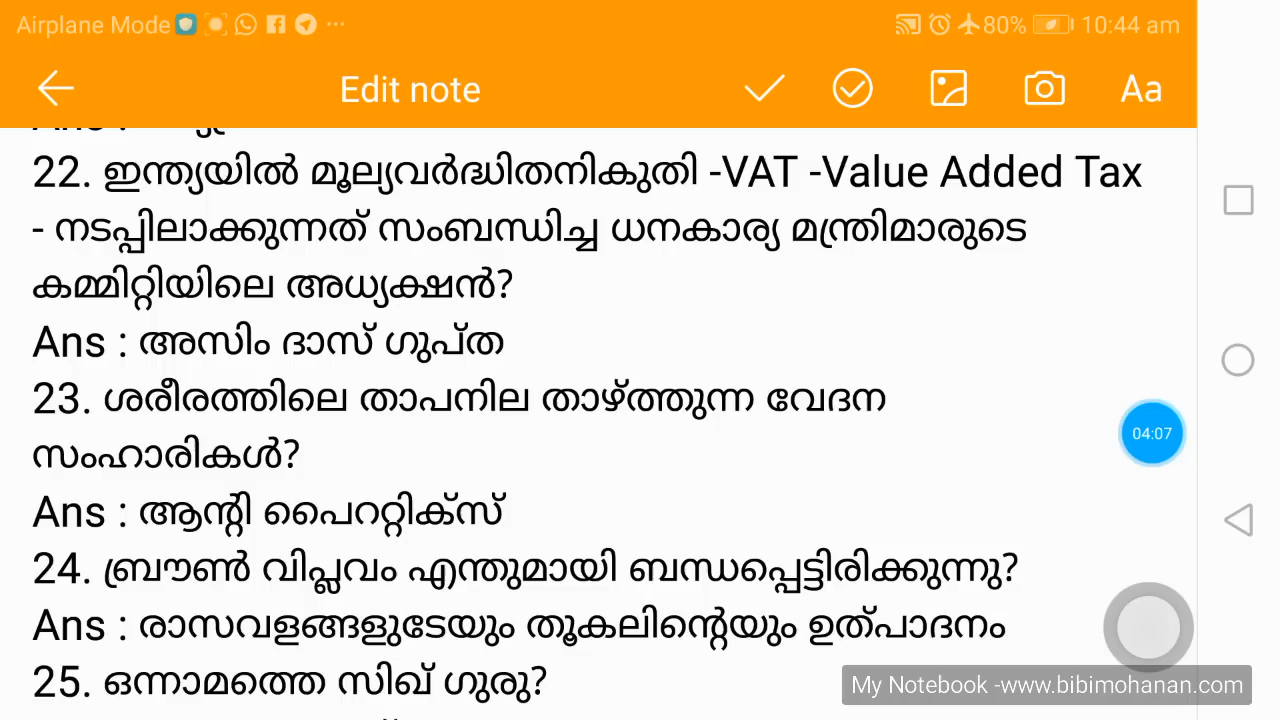 Airplane Mode ... 80% 10:44 am
Edit note Aa
22. ഇന്ത്യയിൽ മൂല്യവർദ്ധിതനികുതി -VAT -Value Added Tax
- നടപ്പിലാക്കുന്നത് സംബന്ധിച്ച ധനകാര്യ മന്ത്രിമാരുടെ
കമ്മിറ്റിയിലെ അധ്യക്ഷൻ?
Ans : അസിം ദാസ് ഗുപ്ത
23. ശരീരത്തിലെ താപനില താഴ്ത്തുന്ന വേദന
സംഹാരികൾ?
04:07
Ans : ആന്റി പൈററ്റിക്സ്
24. ബ്രൗൺ വിപ്ലവം എന്തുമായി ബന്ധപ്പെട്ടിരിക്കുന്നു?
Ans : രാസവളങ്ങളുടേയും തൂകലിന്റെയും ഉത്പാദനം
25. ഒന്നാമത്തെ സിഖ് ഗുരു?
My Notebook -www.bibimohanan.com